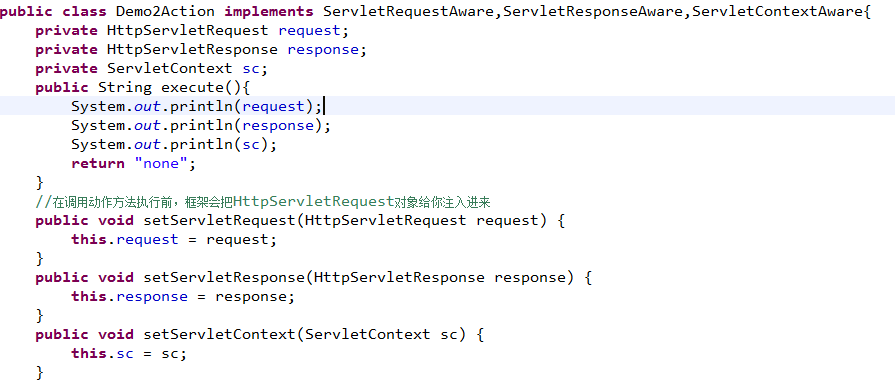 public class Demo2Action implements ServletRequestAware,ServletResponseAware,ServletContextAware{
    private HttpServletRequest request;
    private HttpServletResponse response;
    private ServletContext sc;
    public String execute(){
        System.out.println(request);
        System.out.println(response);
        System.out.println(sc);
        return "none";
    }
    //在调用动作方法执行前，框架会把HttpServletRequest对象给你注入进来
    public void setServletRequest(HttpServletRequest request) {
        this.request = request;
    }
    public void setServletResponse(HttpServletResponse response) {
        this.response = response;
    }
    public void setServletContext(ServletContext sc) {
        this.sc = sc;
    }